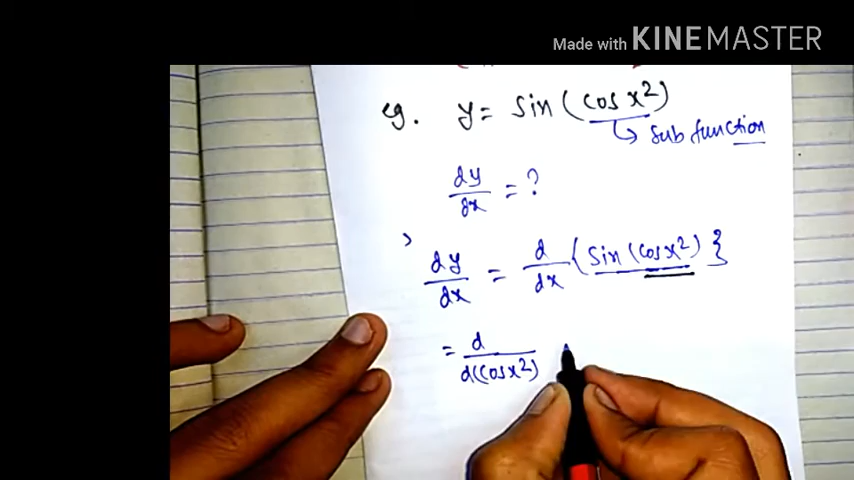 Made with KINEMASTER
eg. y = sin (cos x²)
↳ Sub function
dy/dx = ?
dy/dx = d/dx {sin (cos x²)}
= d/d(cos x²)